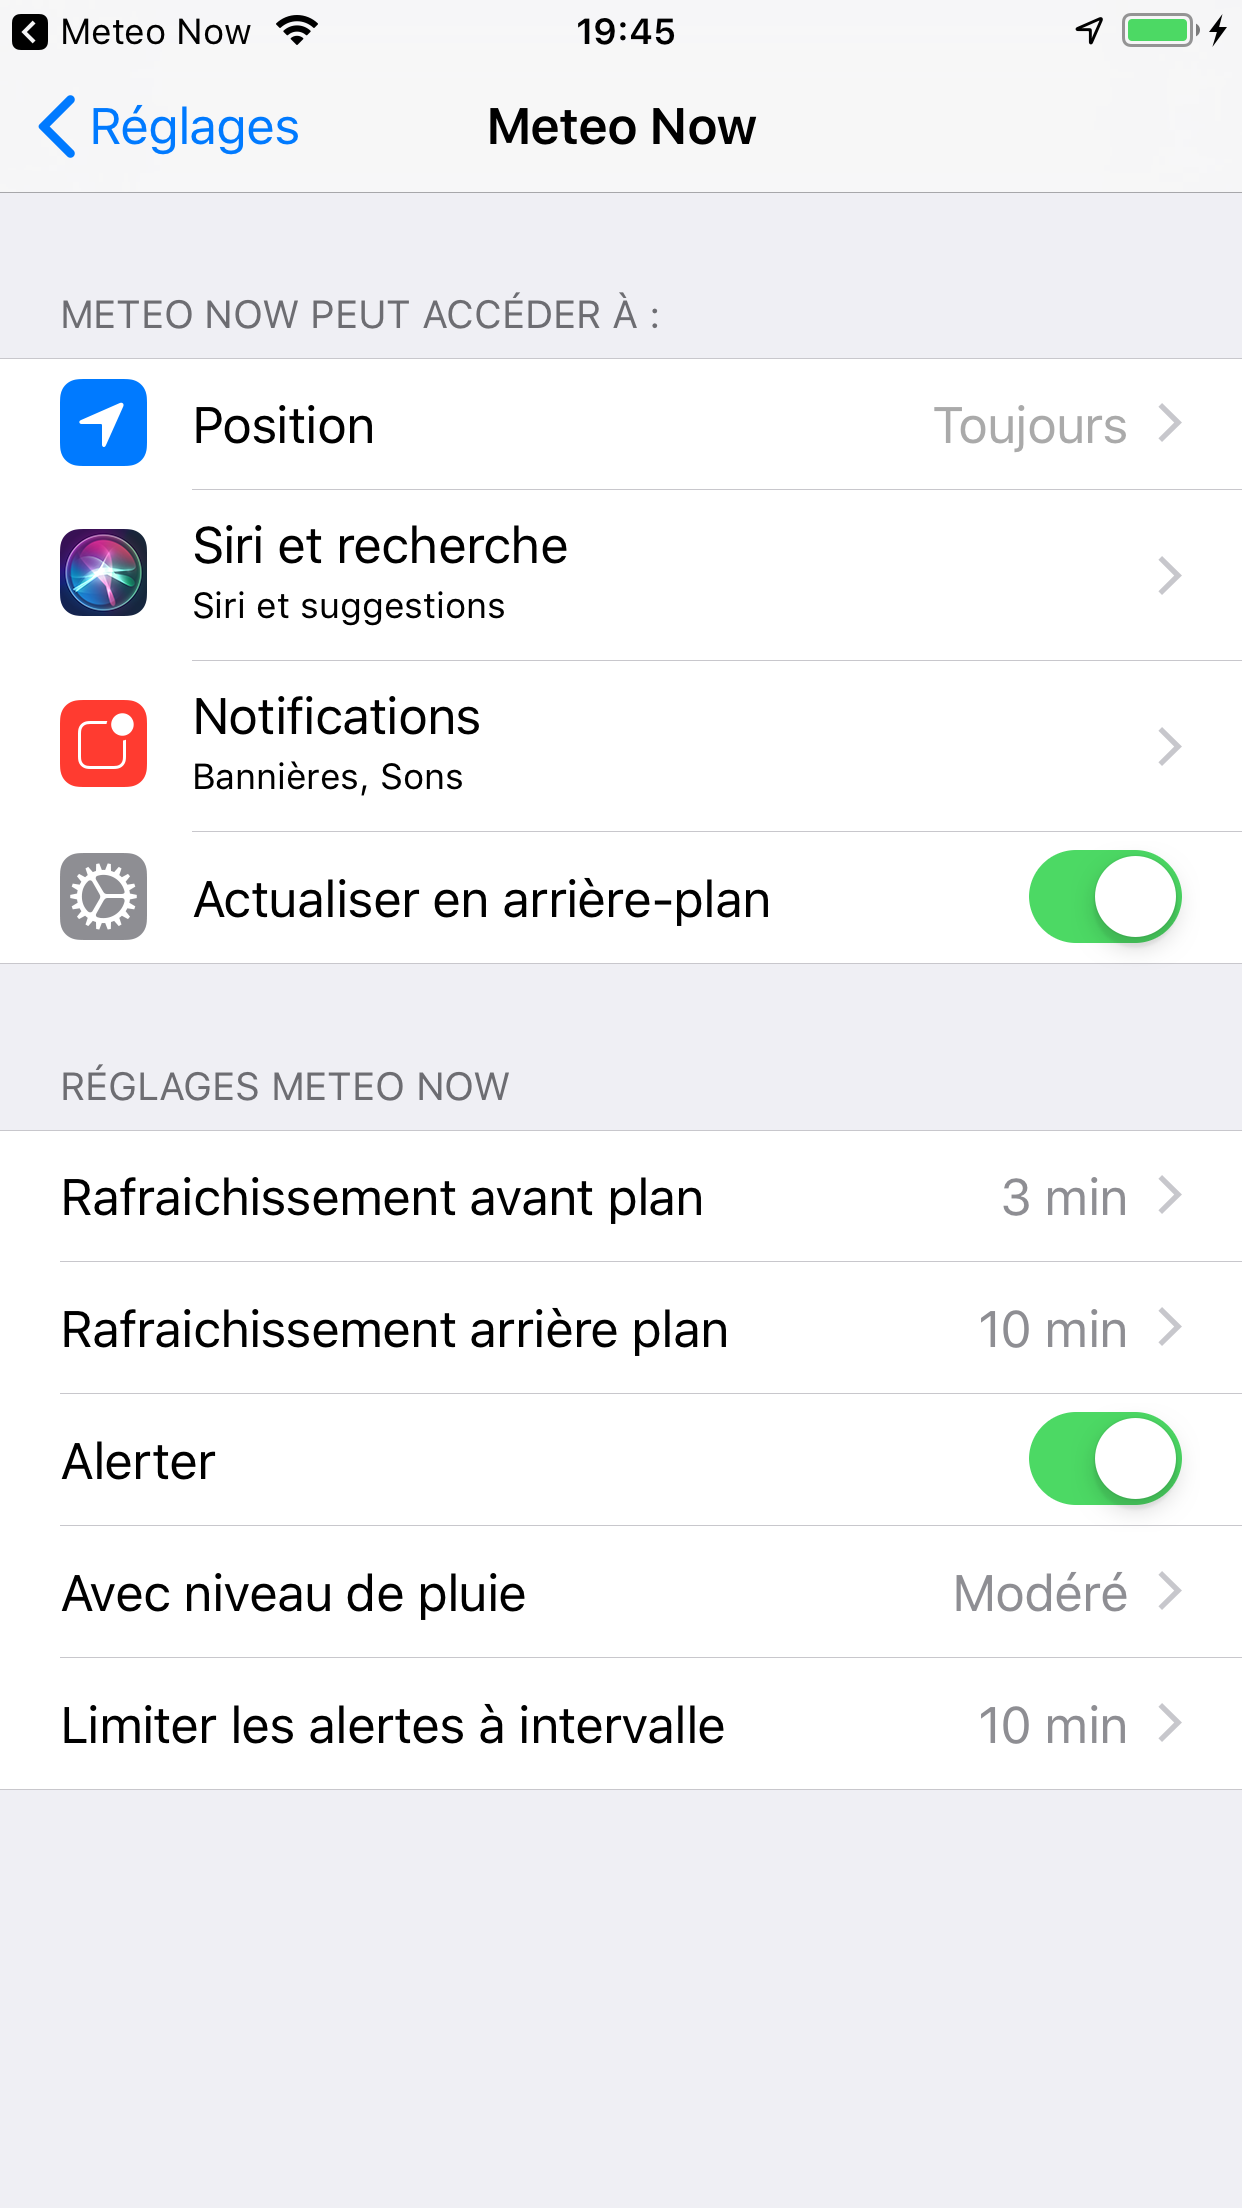 Meteo Now 19:45
Réglages Meteo Now
METEO NOW PEUT ACCÉDER À :
Position Toujours
Siri et recherche
Siri et suggestions
Notifications
Bannières, Sons
Actualiser en arrière-plan
RÉGLAGES METEO NOW
Rafraichissement avant plan 3 min
Rafraichissement arrière plan 10 min
Alerter
Avec niveau de pluie Modéré
Limiter les alertes à intervalle 10 min